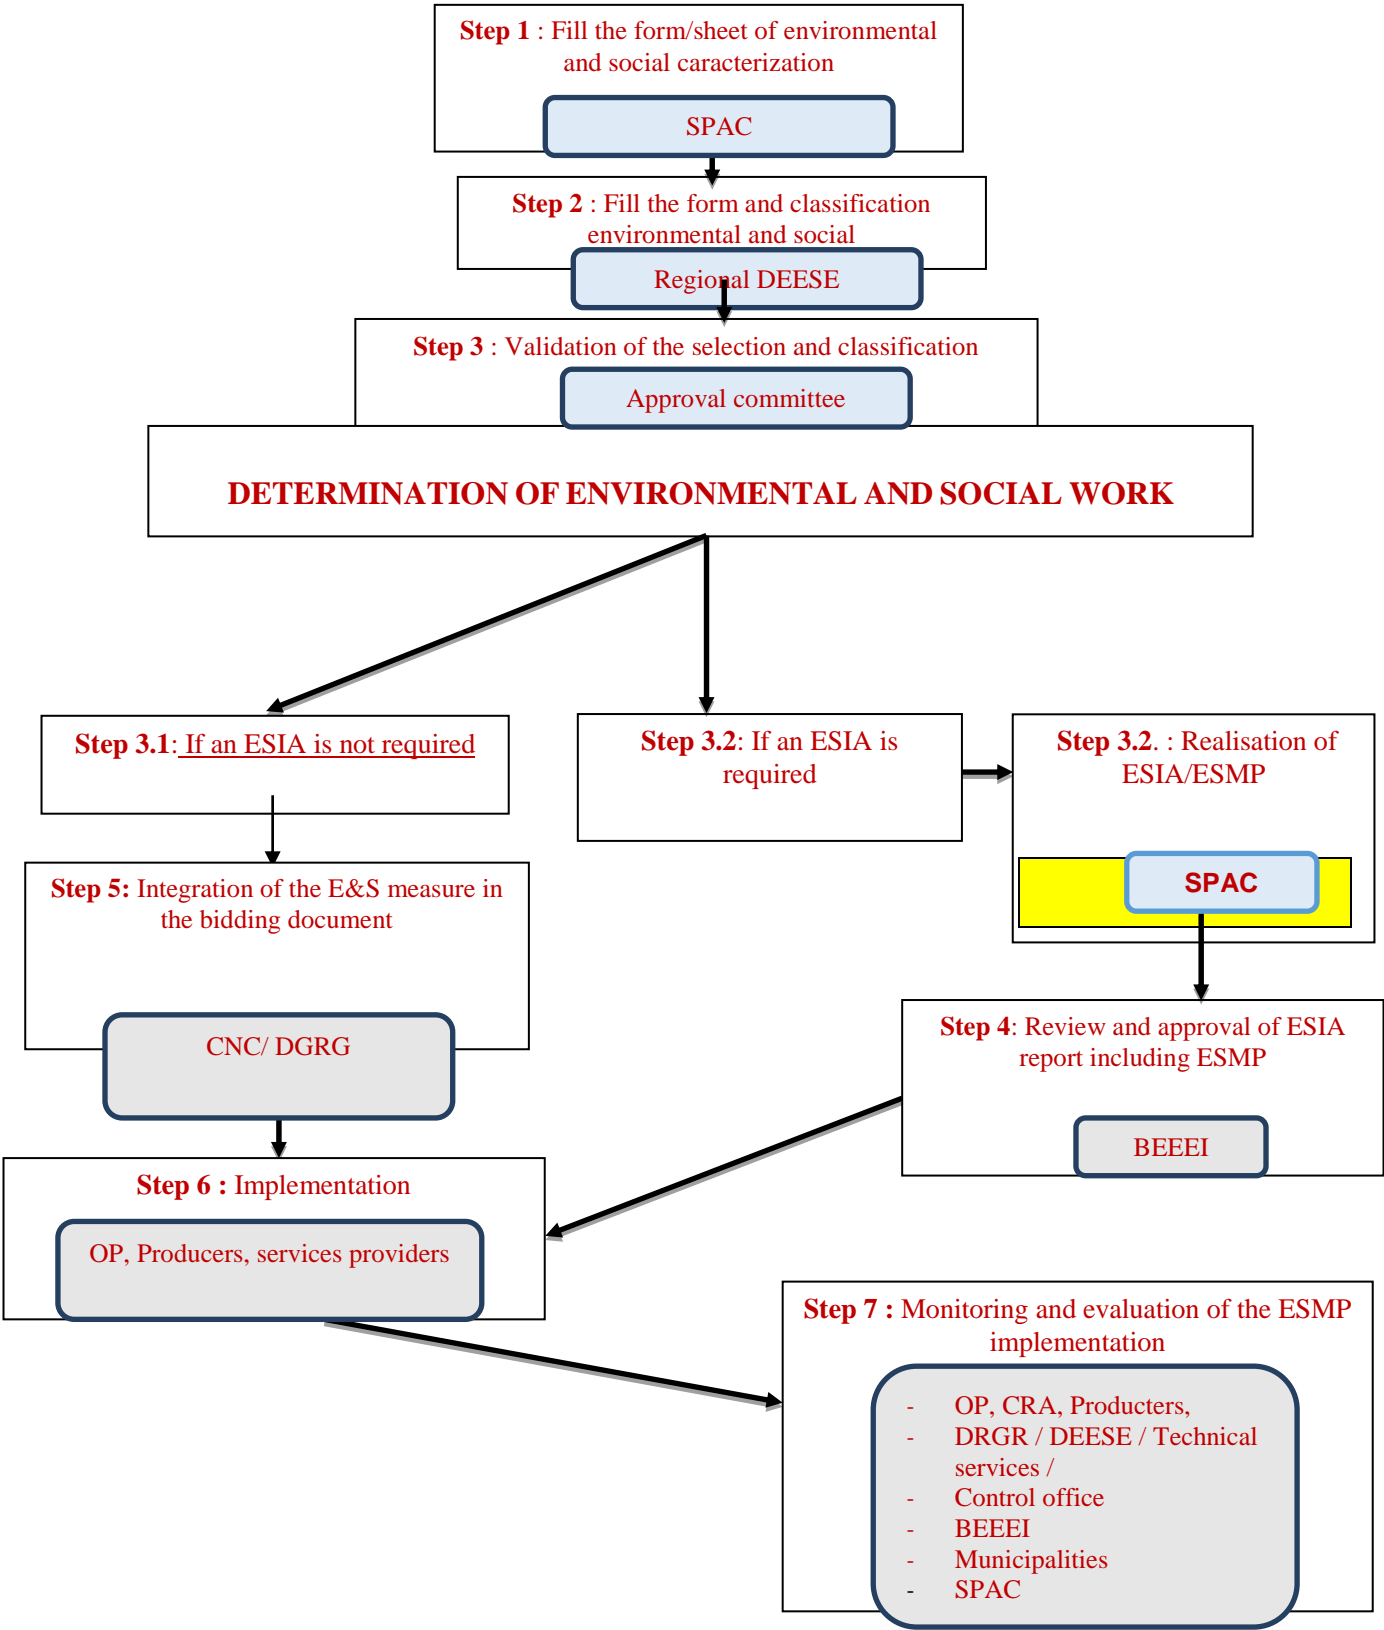 Step 1 : Fill the form/sheet of environmental
and social caracterization
SPAC
Step 2 : Fill the form and classification
environmental and social
Regional DEESE
Step 3 : Validation of the selection and classification
Approval committee
DETERMINATION OF ENVIRONMENTAL AND SOCIAL WORK
Step 3.1: If an ESIA is not required
Step 3.2: If an ESIA is
required
Step 3.2. : Realisation of
ESIA/ESMP
SPAC
Step 5: Integration of the E&S measure in
the bidding document
CNC/ DGRG
Step 4: Review and approval of ESIA
report including ESMP
BEEEI
Step 6 : Implementation
OP, Producers, services providers
Step 7 : Monitoring and evaluation of the ESMP
implementation
- OP, CRA, Producters,
- DRGR / DEESE / Technical
services /
- Control office
- BEEEI
- Municipalities
- SPAC